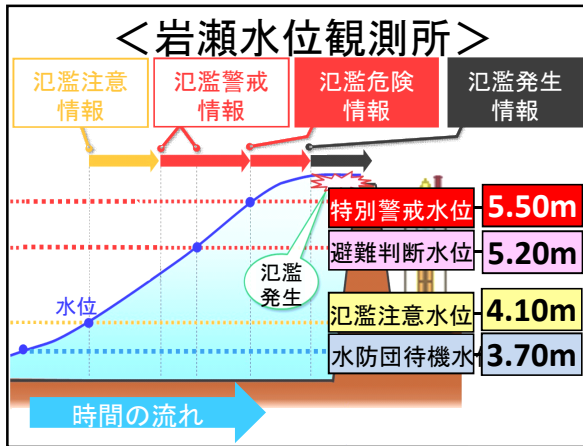 ＜岩瀬水位観測所＞
氾濫注意
情報
氾濫警戒
情報
氾濫危険
情報
氾濫発生
情報
特別警戒水位
5.50m
避難判断水位
5.20m
氾濫
発生
水位
氾濫注意水位
4.10m
水防団待機水
3.70m
時間の流れ